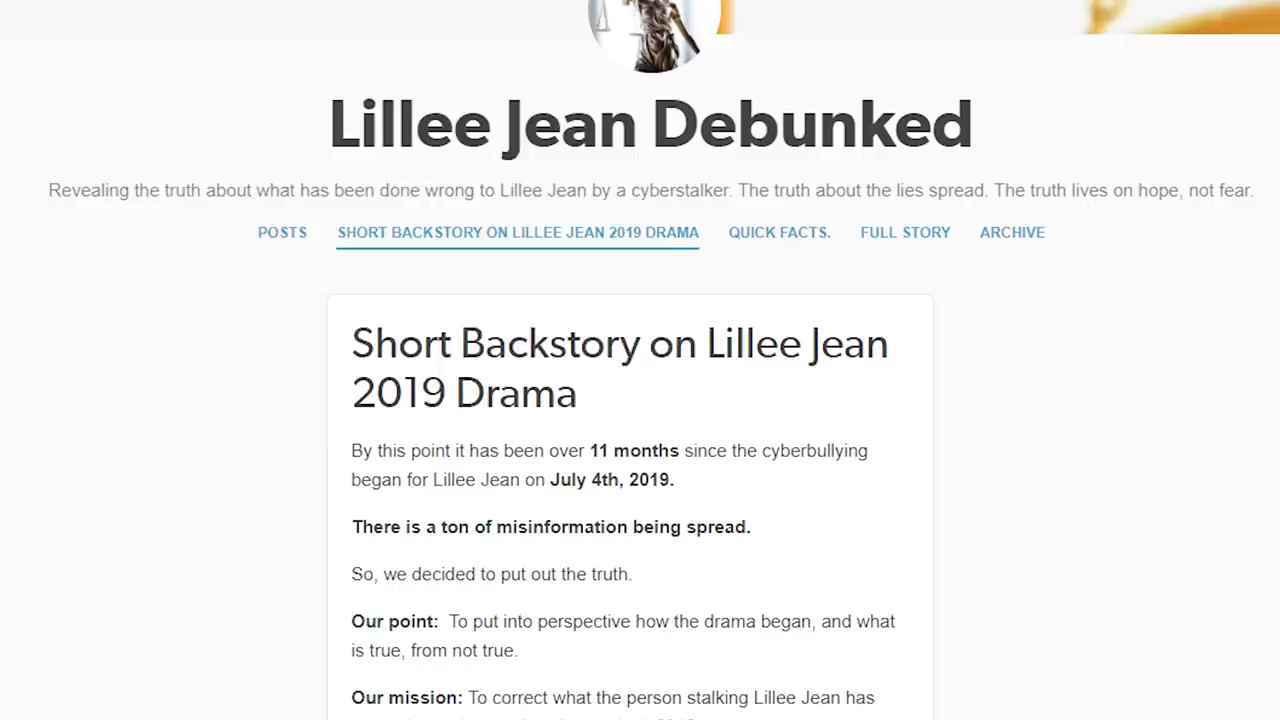 Lillee Jean Debunked
Revealing the truth about what has been done wrong to Lillee Jean by a cyberstalker. The truth about the lies spread. The truth lives on hope, not fear.
POSTS SHORT BACKSTORY ON LILLEE JEAN 2019 DRAMA QUICK FACTS. FULL STORY ARCHIVE
Short Backstory on Lillee Jean
2019 Drama
By this point it has been over 11 months since the cyberbullying
began for Lillee Jean on July 4th, 2019.
There is a ton of misinformation being spread.
So, we decided to put out the truth.
Our point: To put into perspective how the drama began, and what
is true, from not true.
Our mission: To correct what the person stalking Lillee Jean has